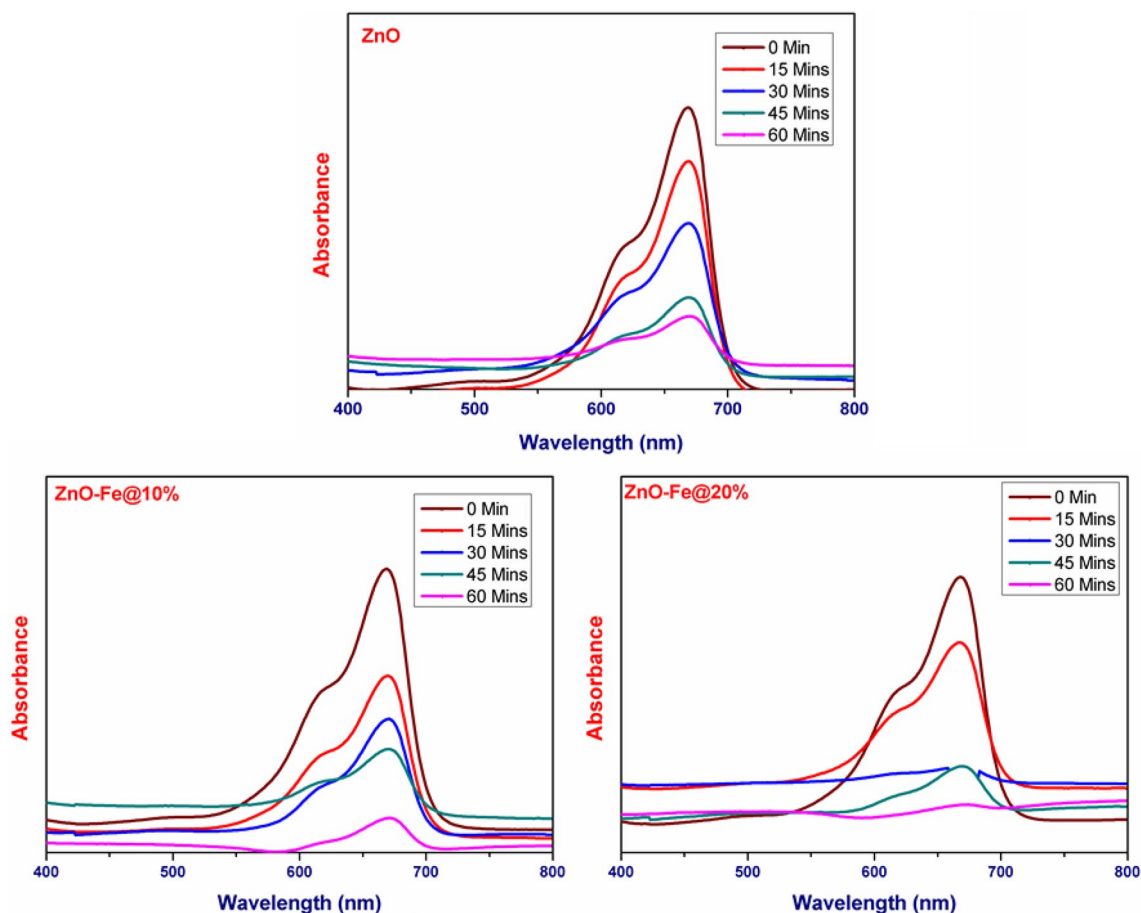 ZnO
0 Min
15 Mins
30 Mins
45 Mins
60 Mins
Absorbance
400 500 600 700 800
Wavelength (nm)
ZnO-Fe@10%
0 Min
15 Mins
30 Mins
45 Mins
60 Mins
Absorbance
400 500 600 700 800
Wavelength (nm)
ZnO-Fe@20%
0 Min
15 Mins
30 Mins
45 Mins
60 Mins
Absorbance
400 500 600 700 800
Wavelength (nm)